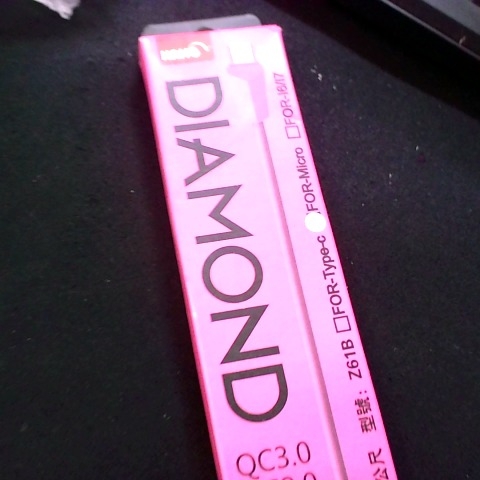 DIAMOND
QC3.0
型號: Z61B
FOR-Type-c
FOR-Micro
FOR-i6/i7
公尺